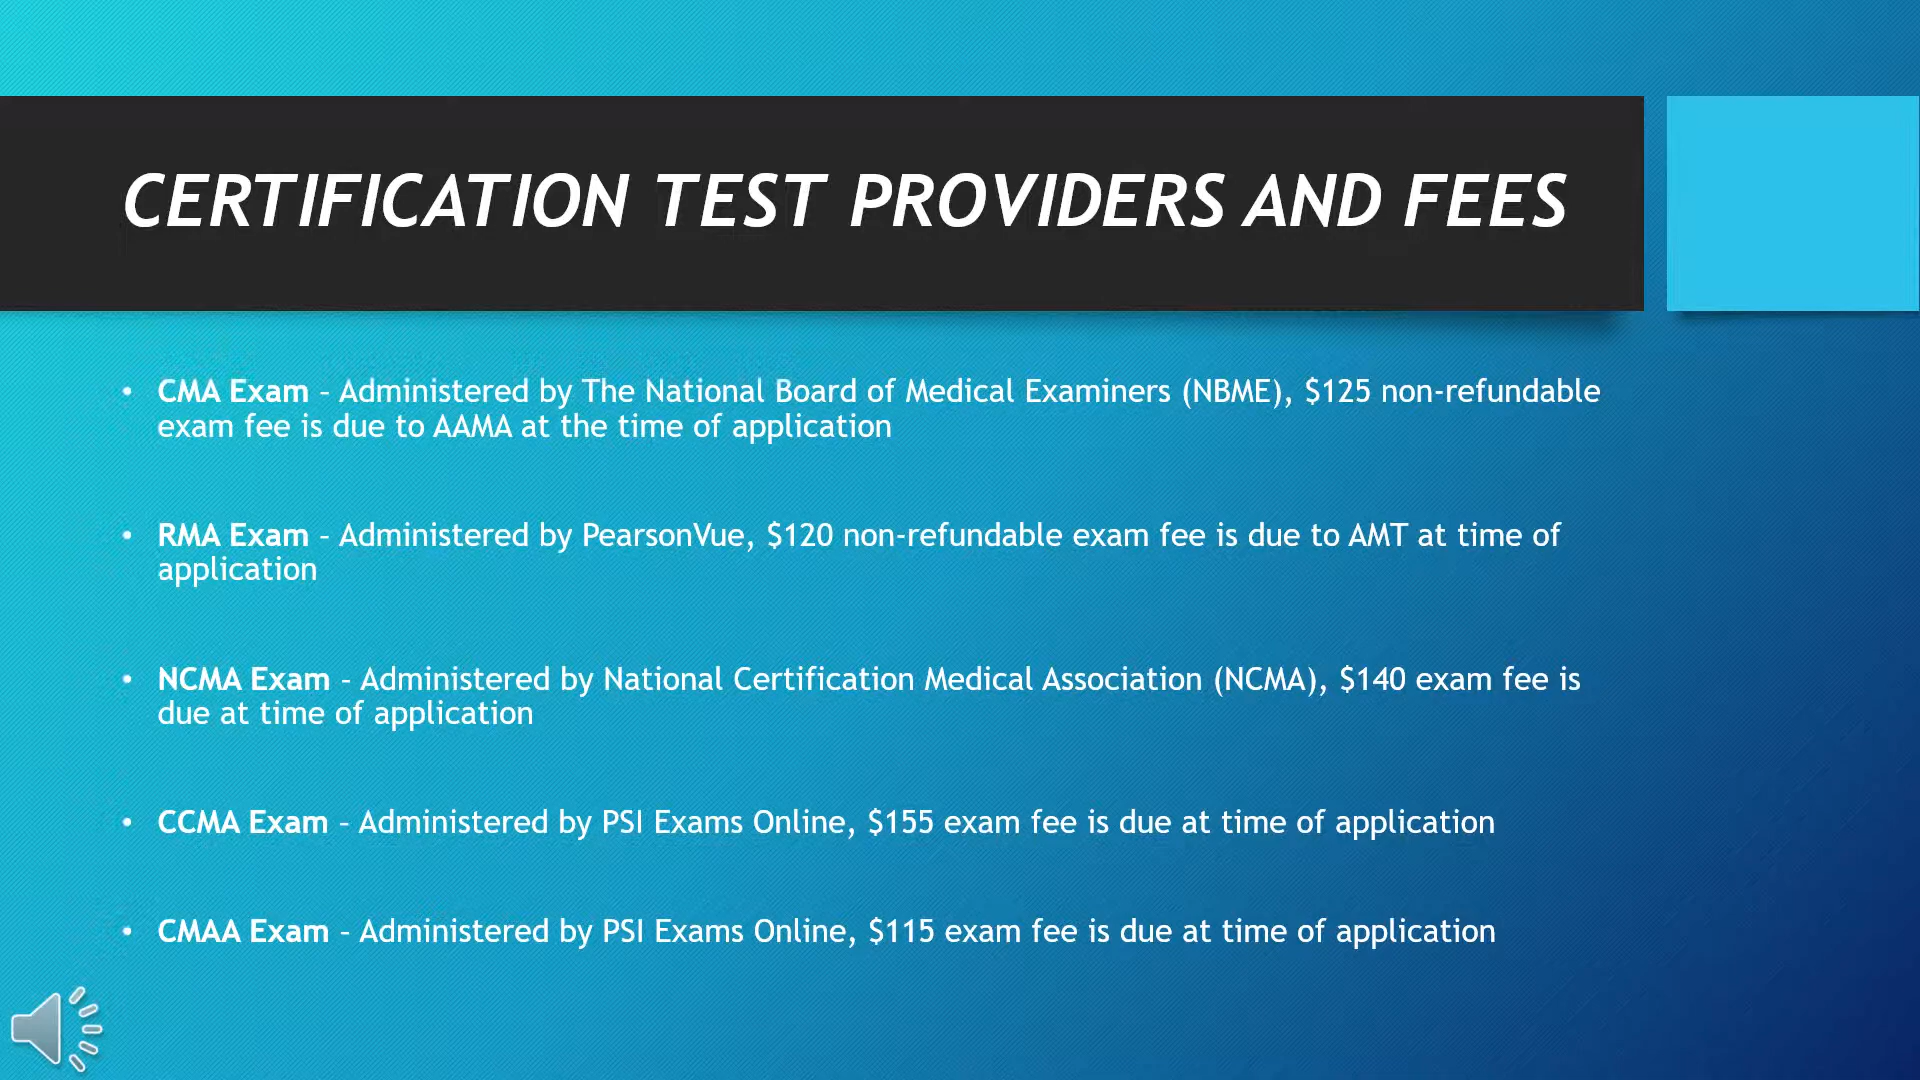 CERTIFICATION TEST PROVIDERS AND FEES
• CMA Exam – Administered by The National Board of Medical Examiners (NBME), $125 non-refundable
exam fee is due to AAMA at the time of application
• RMA Exam – Administered by PearsonVue, $120 non-refundable exam fee is due to AMT at time of
application
• NCMA Exam – Administered by National Certification Medical Association (NCMA), $140 exam fee is
due at time of application
• CCMA Exam – Administered by PSI Exams Online, $155 exam fee is due at time of application
• CMAA Exam – Administered by PSI Exams Online, $115 exam fee is due at time of application